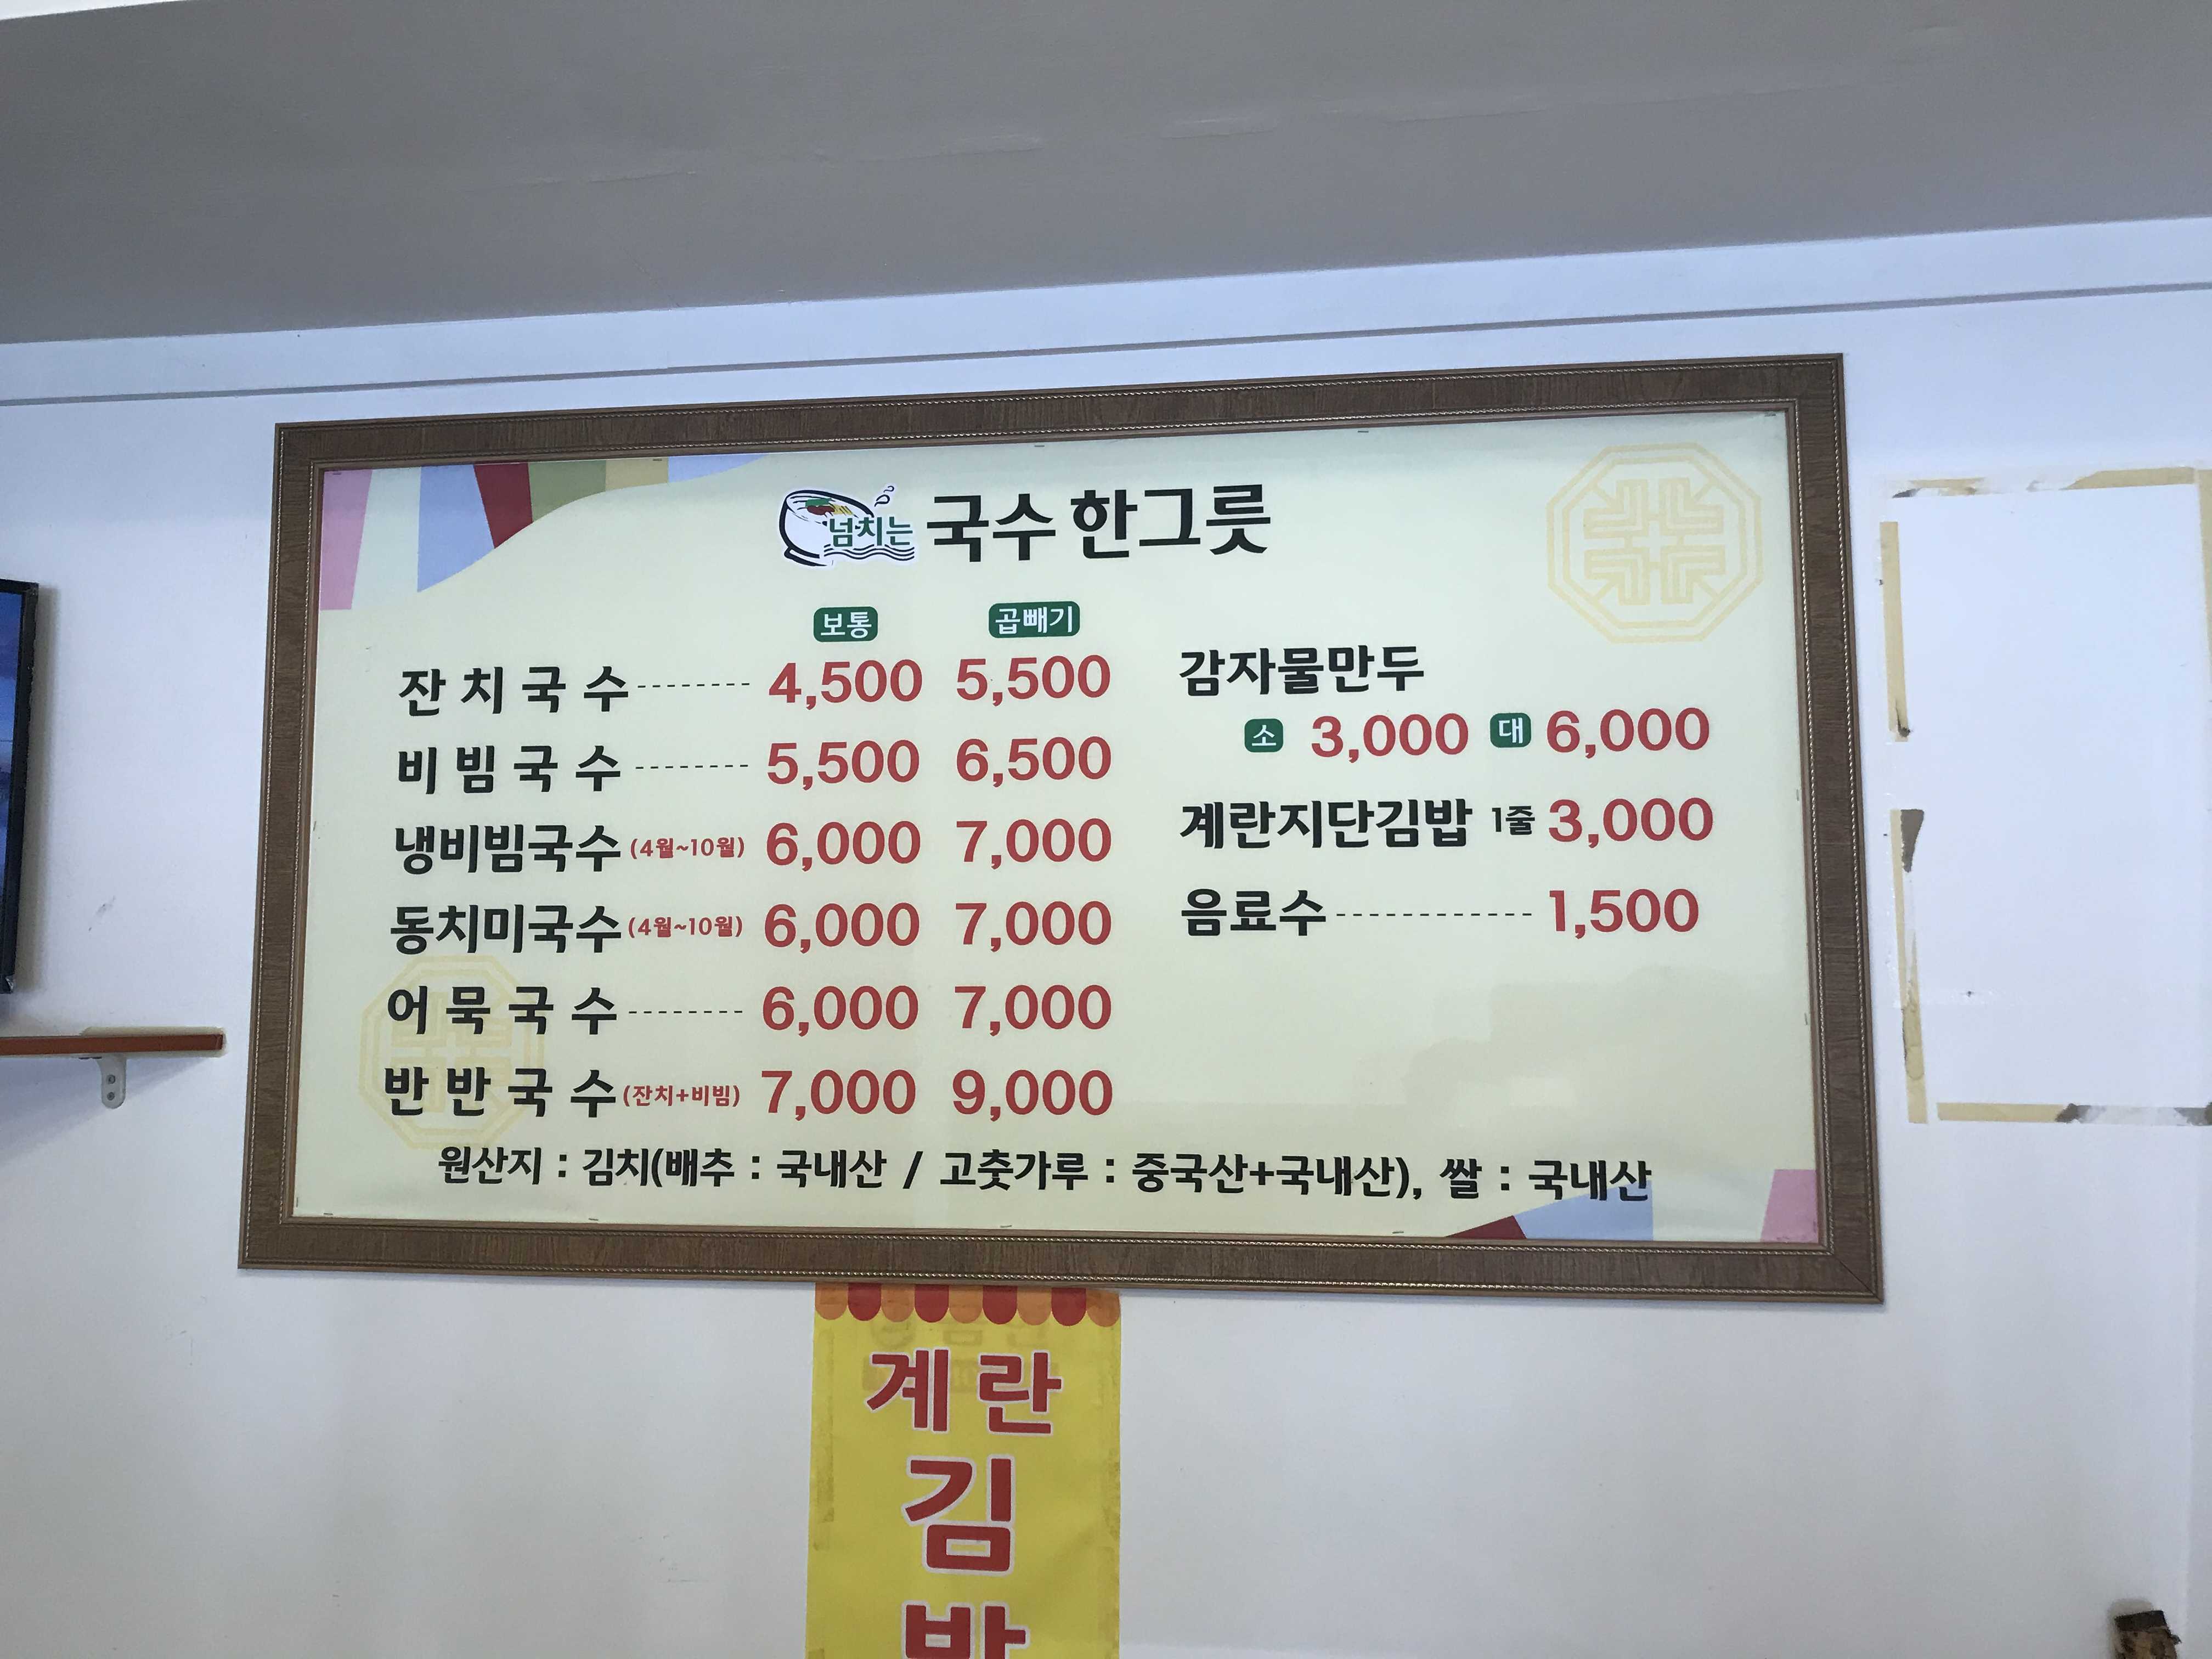 넘치는 국수 한그릇
보통 곱빼기
잔치국수 4,500 5,500
비빔국수 5,500 6,500
냉비빔국수 (4월~10월) 6,000 7,000
동치미국수 (4월~10월) 6,000 7,000
어묵국수 6,000 7,000
반반국수 (잔치+비빔) 7,000 9,000
감자물만두
소 3,000 대 6,000
계란지단김밥 1줄 3,000
음료수 1,500
원산지 : 김치(배추 : 국내산 / 고춧가루 : 중국산+국내산), 쌀 : 국내산
계란
김
밥